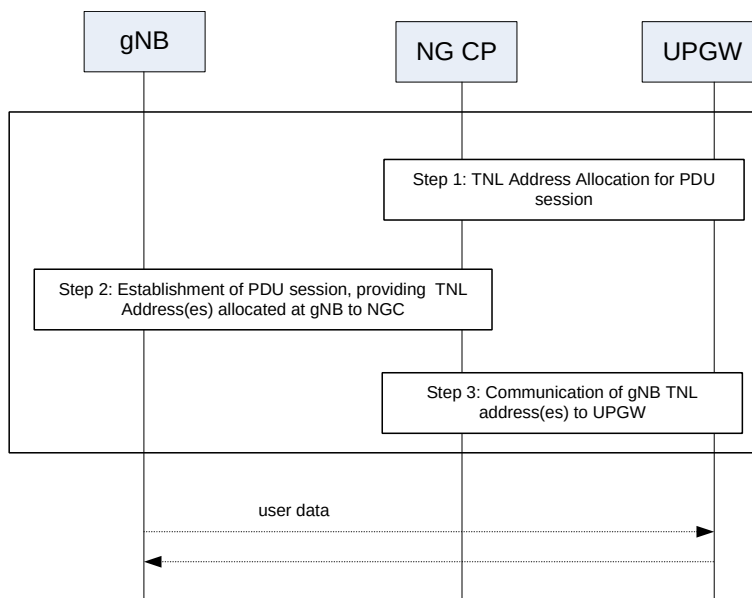 gNB
NG CP
UPGW
Step 1: TNL Address Allocation for PDU
session
Step 2: Establishment of PDU session, providing  TNL
Address(es) allocated at gNB to NGC
Step 3: Communication of gNB TNL
address(es) to UPGW
user data